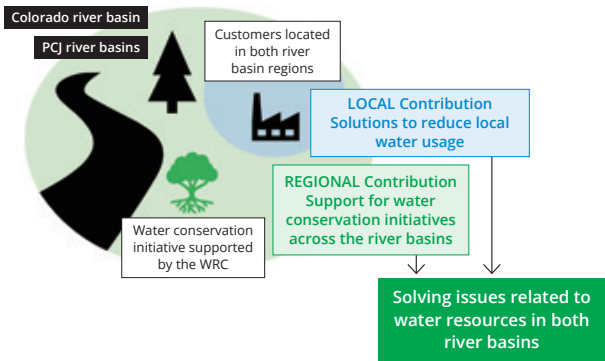 Colorado river basin
PCJ river basins
Customers located
in both river
basin regions
LOCAL Contribution
Solutions to reduce local
water usage
REGIONAL Contribution
Support for water
conservation initiatives
across the river basins
Water conservation
initiative supported
by the WRC
Solving issues related to
water resources in both
river basins